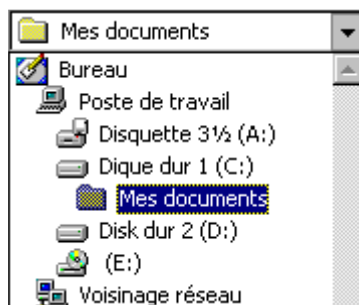 Mes documents
Bureau
Poste de travail
Disquette 3½ (A:)
Dique dur 1 (C:)
Mes documents
Disk dur 2 (D:)
(E:)
Voisinage réseau